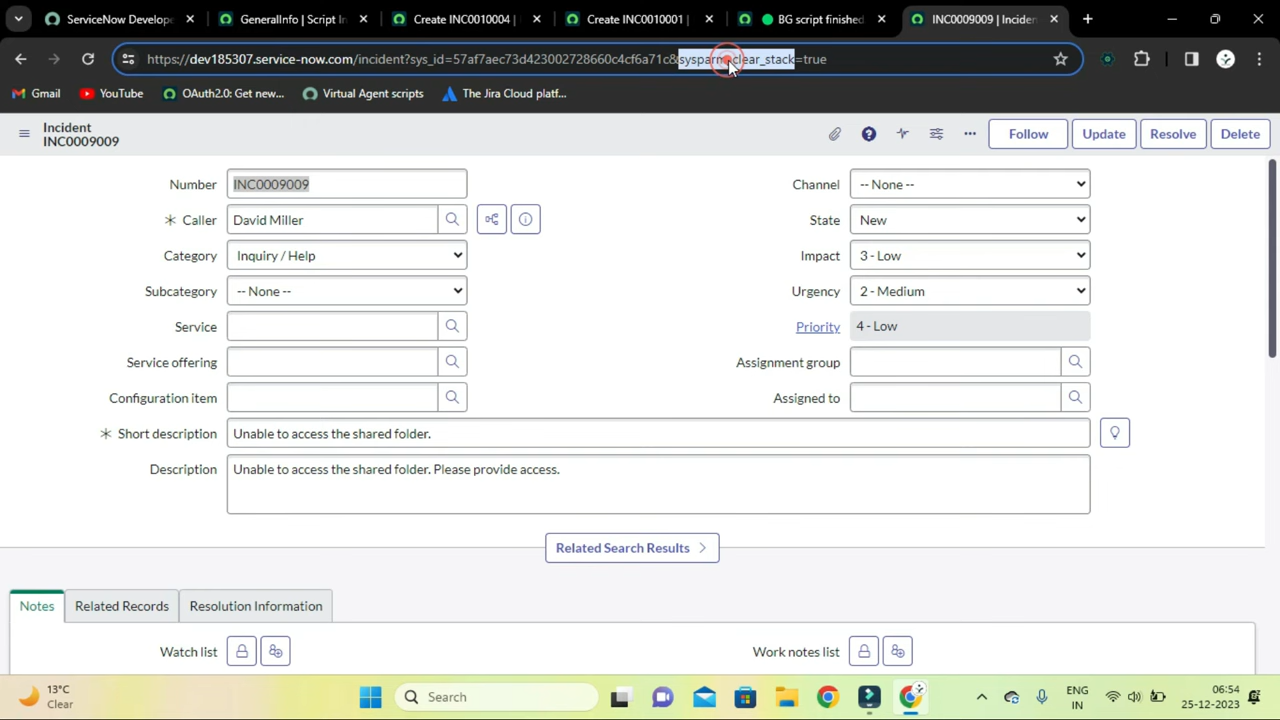 ServiceNow Develope
GeneralInfo | Script In
Create INC0010004 |
Create INC0010001 |
BG script finished
INC0009009 | Inciden
https://dev185307.service-now.com/incident?sys_id=57af7aec73d423002728660c4cf6a71c&sysparm_clear_stack=true
Gmail
YouTube
OAuth2.0: Get new...
Virtual Agent scripts
The Jira Cloud platf...
Incident
INC0009009
Follow
Update
Resolve
Delete
Number INC0009009
Channel -- None --
Caller David Miller
State New
Category Inquiry / Help
Impact 3 - Low
Subcategory -- None --
Urgency 2 - Medium
Service
Priority 4 - Low
Service offering
Assignment group
Configuration item
Assigned to
Short description Unable to access the shared folder.
Description Unable to access the shared folder. Please provide access.
Related Search Results
Notes
Related Records
Resolution Information
Watch list
Work notes list
13°C
Clear
Search
ENG
IN
06:54
25-12-2023